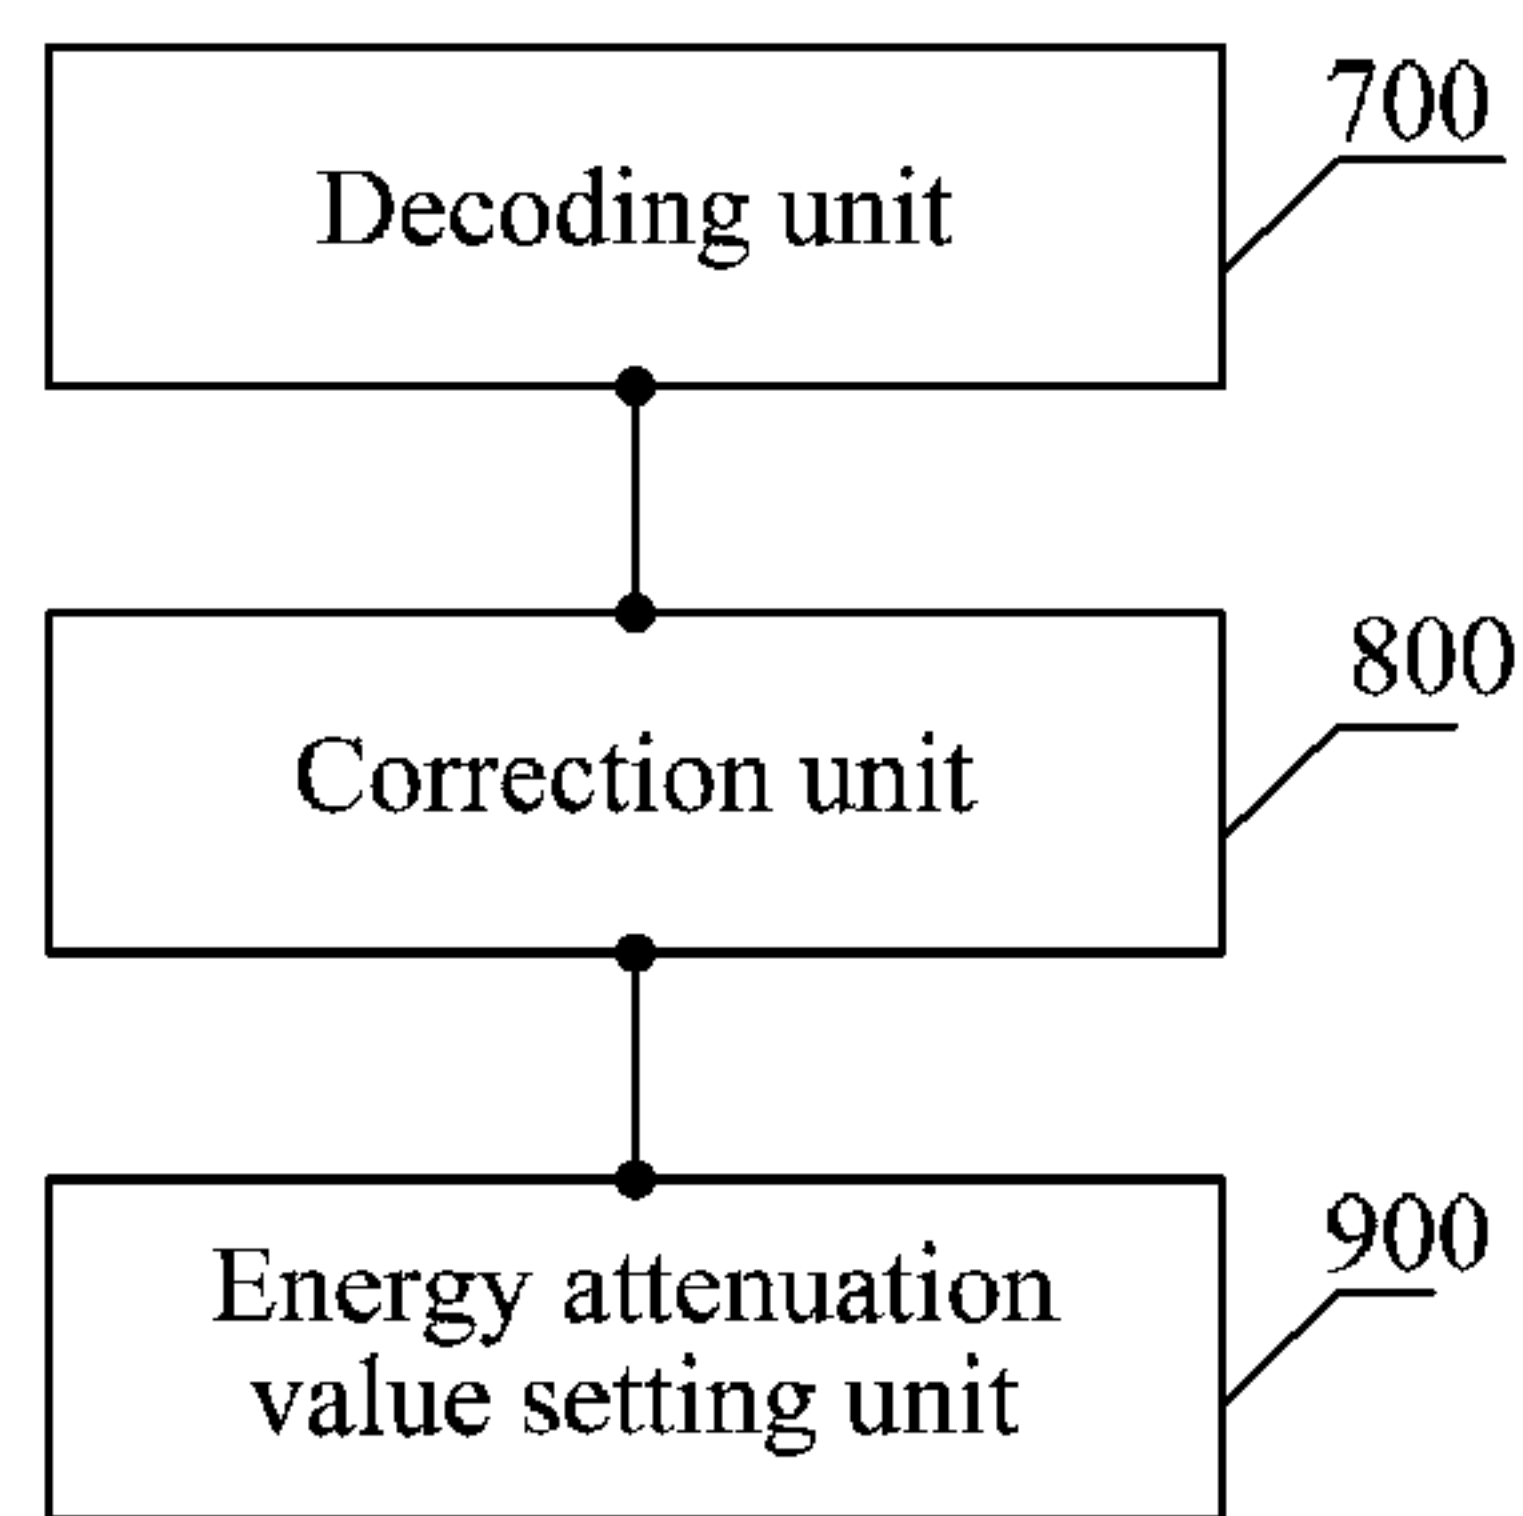 700
Decoding unit
800
Correction unit
900
Energy attenuation
value setting unit